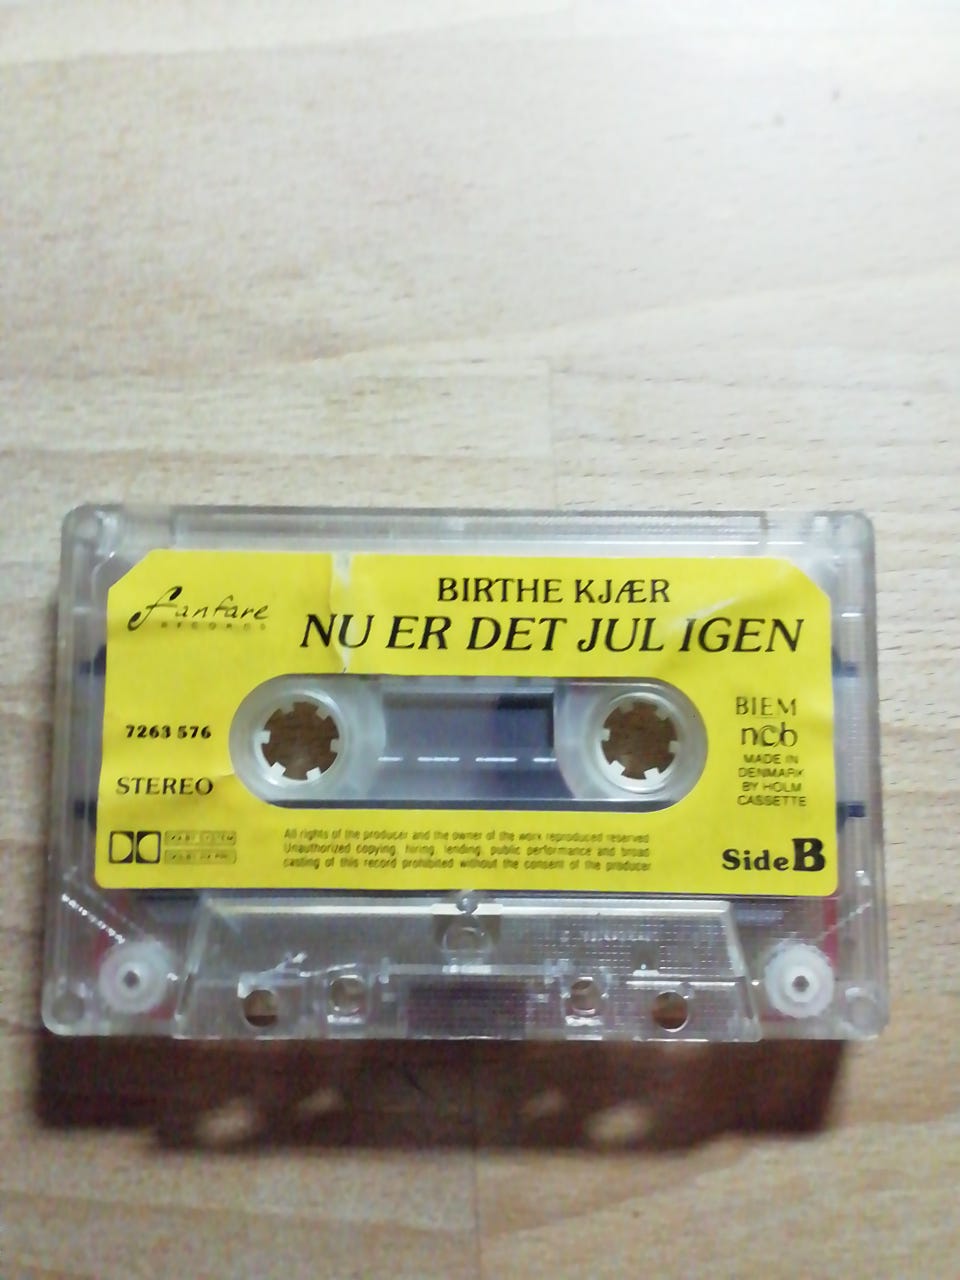 fanfare
RECORDS
BIRTHE KJÆR
NU ER DET JUL IGEN
7263 576
STEREO
BIEM
ncb
MADE IN
DENMARK
BY HOLM
CASSETTE
All rights of the producer and the owner of the work reproduced reserved
Unauthorized copying, hiring, lending, public performance and broad
casting of this record prohibited without the consent of the producer
Side B